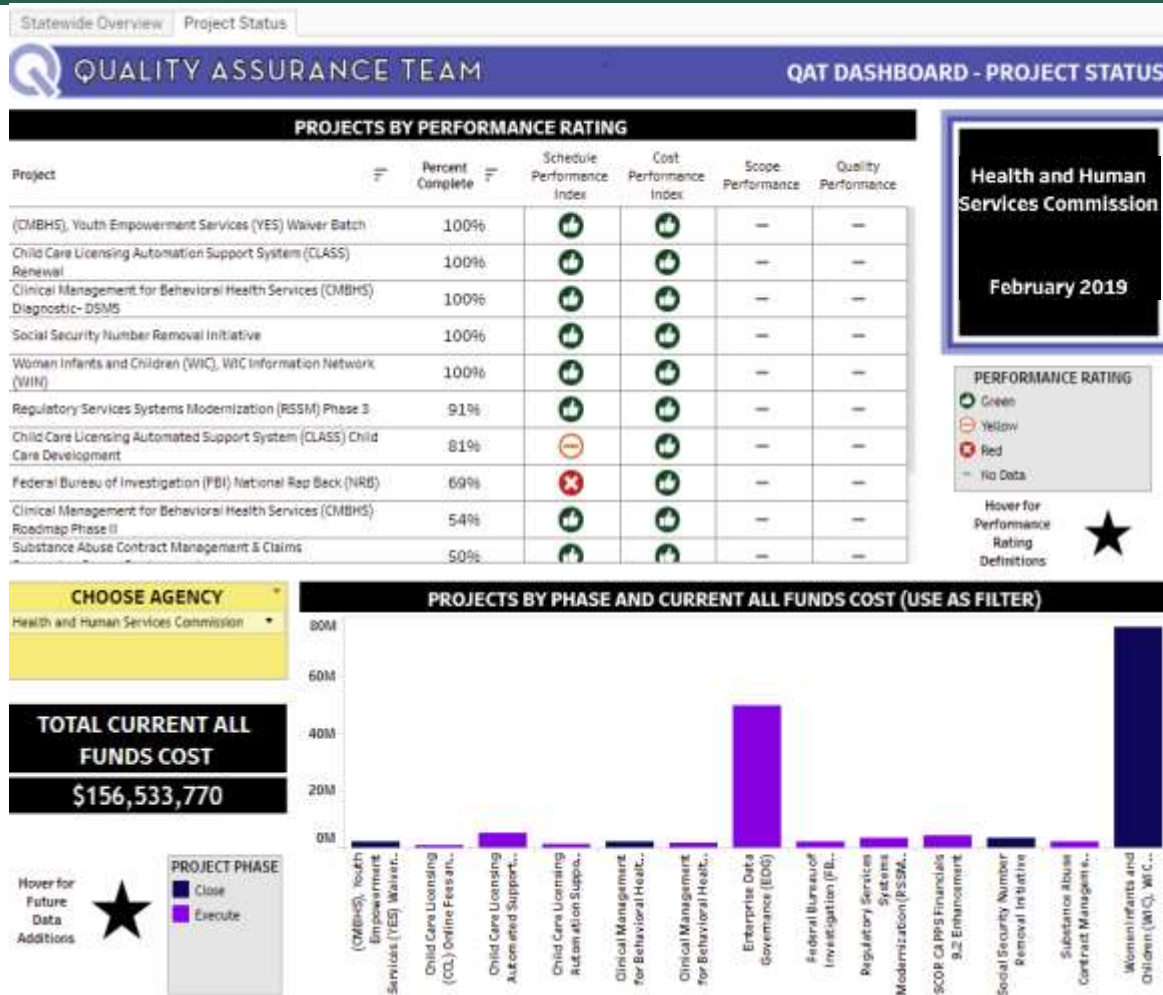 Statewide Overview
Project Status
QUALITY ASSURANCE TEAM
QAT DASHBOARD - PROJECT STATUS
PROJECTS BY PERFORMANCE RATING
Project
Percent
Complete
Schedule
Performance
Index
Cost
Performance
Index
Scope
Performance
Quality
Performance
(CMBHS), Youth Empowerment Services (YES) Waiver Batch
100%
— —
Child Care Licensing Automation Support System (CLASS)
Renewal
100%
— —
Clinical Management for Behavioral Health Services (CMBHS)
Diagnostic- DSM5
100%
— —
Social Security Number Removal Initiative
100%
— —
Women Infants and Children (WIC), WIC Information Network
(WIN)
100%
— —
Regulatory Services Systems Modernization (RSSM) Phase 3
91%
— —
Child Care Licensing Automated Support System (CLASS) Child
Care Development
81%
— —
Federal Bureau of Investigation (FBI) National Rap Back (NRB)
69%
— —
Clinical Management for Behavioral Health Services (CMBHS)
Roadmap Phase II
54%
— —
Substance Abuse Contract Management & Claims
50%
— —
Health and Human
Services Commission
February 2019
PERFORMANCE RATING
Green
Yellow
Red
— No Data
Hover for
Performance
Rating
Definitions
CHOOSE AGENCY
Health and Human Services Commission
TOTAL CURRENT ALL
FUNDS COST
$156,533,770
Hover for
Future
Data
Additions
PROJECT PHASE
Close
Execute
PROJECTS BY PHASE AND CURRENT ALL FUNDS COST (USE AS FILTER)
80M
60M
40M
20M
0M
(CMBHS), Youth
Empowerment
Services (YES) Waiver..
Child Care Licensing
(CCL) Online Fees an..
Child Care Licensing
Automated Support..
Child Care Licensing
Automation Suppo..
Clinical Management
for Behavioral Healt..
Clinical Management
for Behavioral Healt..
Enterprise Data
Governance (EDG)
Federal Bureau of
Investigation (FB..
Regulatory Services
Systems
Modernization (RSSM..
SCOR CAPPS Financials
9.2 Enhancement
Social Security Number
Removal Initiative
Substance Abuse
Contract Manageme..
Women Infants and
Children (WIC), WIC..